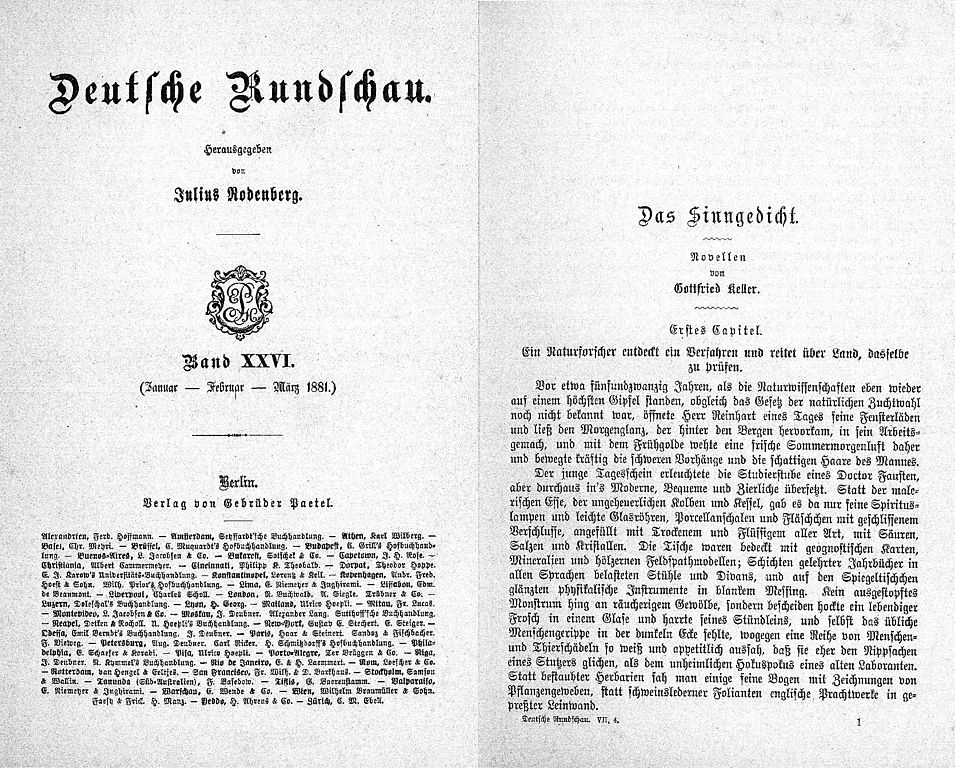 Deutsche Rundschau.
Herausgegeben
von
Julius Rodenberg.
Band XXVI.
(Januar — Februar — März 1881.)
Berlin.
Verlag von Gebrüder Paetel.
Alexandrien, Ferd. Hoffmann. — Amsterdam, Seyffardt'sche Buchhandlung. — Athen, Karl Wilberg. —
Basel, Chr. Meyri. — Brüssel, C. Muquardt's Hofbuchhandlung. — Budapest, C. Grill's Hofbuchhand-
lung. — Buenos-Aires, L. Jacobsen & Co. — Bukarest, Sotschek & Co. — Capetown, J. H. Rose. —
Christiania, Albert Cammermeyer. — Cincinnati, Philipp K. Theobald. — Dorpat, Theodor Hoppe.
E. J. Karow's Universitäts-Buchhandlung. — Konstantinopel, Lorentz & Keil. — Kopenhagen, Andr. Fred.
Hoest & Sohn. Wilh. Prior's Hofbuchhandlung. — Lima, E. Niemeyer & Inghirami. — Lissabon, Edm.
de Beaumont. — Liverpool, Charles Scholl. — London, D. Nutt. A. Siegle. Trübner & Co. —
Luzern, Doleschal's Buchhandlung. — Lyon, H. Georg. — Mailand, Ulrico Hoepli. — Mitau, Fr. Lucas.
— Montevideo, L. Jacobsen & Co. — Moskau, J. Deubner. Alexander Lang. Sutthoff'sche Buchhandlung.
— Neapel, Detken & Rocholl. U. Hoepli's Buchhandlung. — New-York, Gustav E. Stechert. E. Steiger. —
Odessa, Emil Berndt's Buchhandlung. J. Deubner. — Paris, Haar & Steinert. Sandoz & Fischbacher.
F. Vieweg. — Petersburg, Aug. Deubner. Carl Ricker. H. Schmitzdorff's Hofbuchhandlung. — Phila-
delphia, E. Schaefer & Koradi. — Pisa, Ulrico Hoepli. — Porto-Alegre, Ter Brüggen & Co. — Riga,
J. Deubner. N. Kymmel's Buchhandlung. — Rio de Janeiro, E. & H. Laemmert. — Rom, Loescher & Co.
— Rotterdam, van Hengel & Eeltjes. — San Francisco, Fr. Wilh. & D. Barkhaus. — Stockholm, Samson
& Wallin. — Tanunda (Süd-Australien), F. Basedow. — Tiflis, G. Baerenstamm. — Valparaiso,
E. Niemeyer & Inghirami. — Warschau, E. Wende & Co. — Wien, Wilhelm Braumüller & Sohn.
Faesy & Frick. H. Manz. — Yeddo, H. Ahrens & Co. — Zürich, C. M. Ebell.
Das Sinngedicht.
Novellen
von
Gottfried Keller.
Erstes Capitel.
Ein Naturforscher entdeckt ein Verfahren und reitet über Land, dasselbe
zu prüfen.
Vor etwa fünfundzwanzig Jahren, als die Naturwissenschaften eben wieder
auf einem höchsten Gipfel standen, obgleich das Gesetz der natürlichen Zuchtwahl
noch nicht bekannt war, öffnete Herr Reinhart eines Tages seine Fensterläden
und ließ den Morgenglanz, der hinter den Bergen hervorkam, in sein Arbeits-
gemach, und mit dem Frühgolde wehte eine frische Sommermorgenluft daher
und bewegte kräftig die schweren Vorhänge und die schattigen Haare des Mannes.
Der junge Tagesschein erleuchtete die Studierstube eines Doctor Fausten,
aber durchaus in's Moderne, Bequeme und Zierliche übersetzt. Statt der male-
rischen Esse, der ungeheuerlichen Kolben und Kessel, gab es da nur feine Spiritus-
lampen und leichte Glasröhren, Porcellanschalen und Fläschchen mit geschliffenem
Verschlusse, angefüllt mit Trockenem und Flüssigem aller Art, mit Säuren,
Salzen und Kristallen. Die Tische waren bedeckt mit geognostischen Karten,
Mineralien und hölzernen Feldspathmodellen; Schichten gelehrter Jahrbücher in
allen Sprachen belasteten Stühle und Divans, und auf den Spiegeltischchen
glänzten physikalische Instrumente in blankem Messing. Kein ausgestopftes
Monstrum hing an räucherigem Gewölbe, sondern bescheiden hockte ein lebendiger
Frosch in einem Glase und harrte seines Stündleins, und selbst das übliche
Menschengerippe in der dunkeln Ecke fehlte, wogegen eine Reihe von Menschen-
und Thierschädeln so weiß und appetitlich aussah, daß sie eher den Nippsachen
eines Stutzers glichen, als dem unheimlichen Hokuspokus eines alten Laboranten.
Statt bestaubter Herbarien sah man einige feine Bogen mit Zeichnungen von
Pflanzengeweben, statt schweinslederner Folianten englische Prachtwerke in ge-
preßter Leinwand.
Deutsche Rundschau. VII, 4. 1